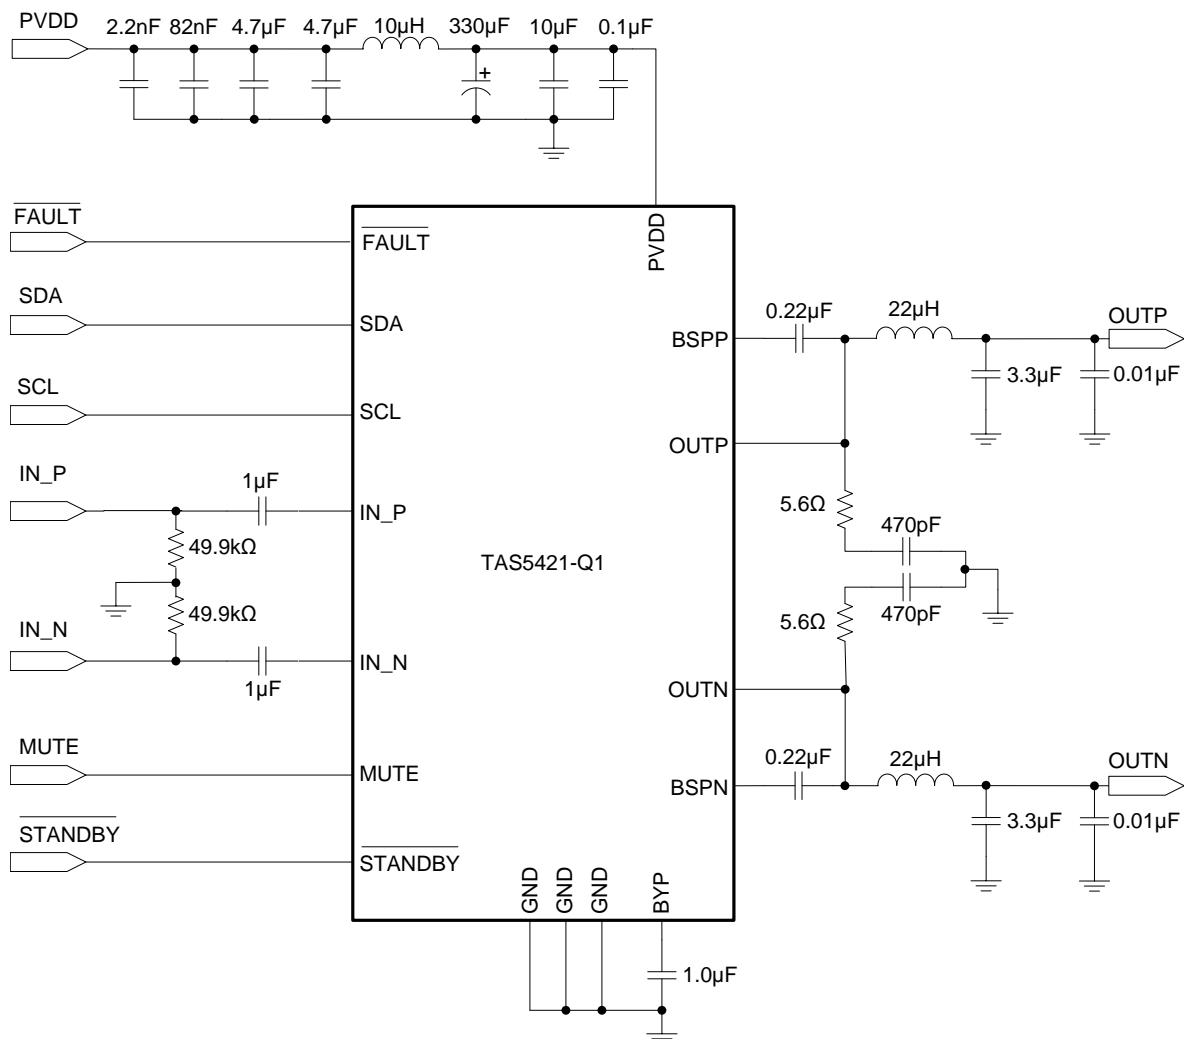 PVDD
2.2nF 82nF 4.7µF 4.7µF 10µH 330µF 10µF 0.1µF
+
FAULT
FAULT
PVDD
SDA
SDA
0.22µF
22µH
OUTP
BSPP
3.3µF
0.01µF
SCL
SCL
OUTP
IN_P
1µF
IN_P
5.6Ω
470pF
49.9kΩ
TAS5421-Q1
49.9kΩ
470pF
5.6Ω
IN_N
IN_N
1µF
OUTN
MUTE
MUTE
0.22µF
22µH
OUTN
BSPN
3.3µF
0.01µF
STANDBY
STANDBY
GND
GND
GND
BYP
1.0µF